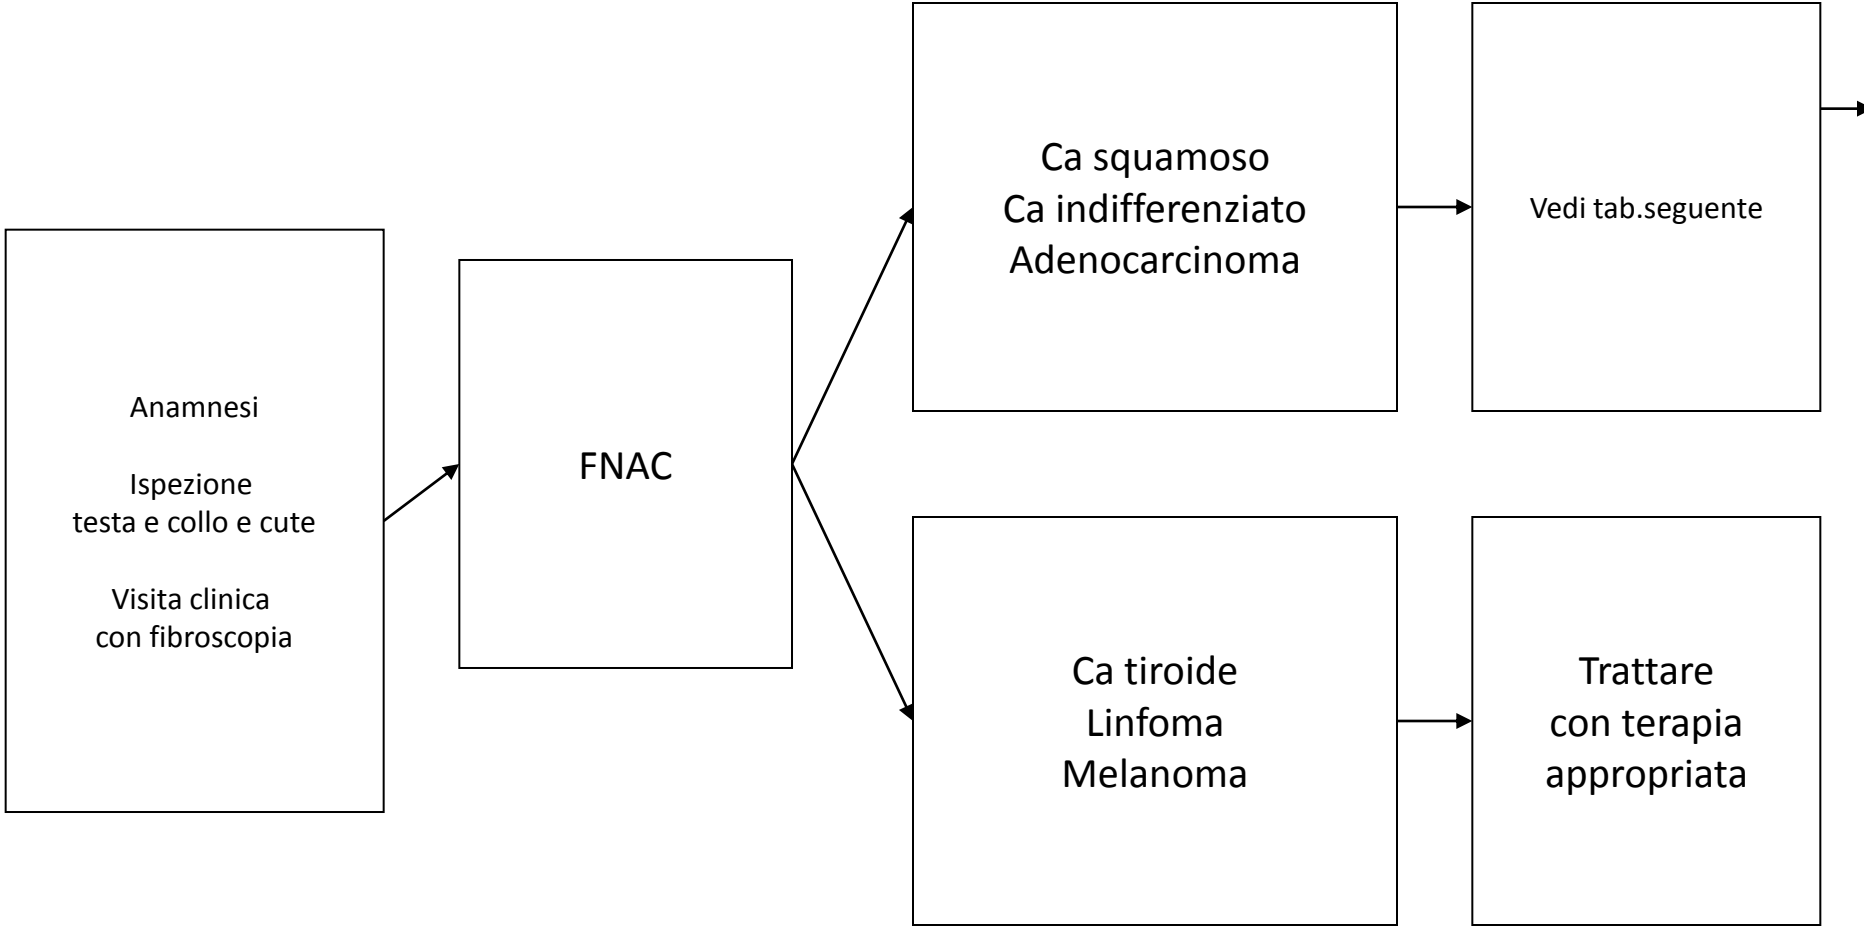 Anamnesi
Ispezione
testa e collo e cute
Visita clinica
con fibroscopia
FNAC
Ca squamoso
Ca indifferenziato
Adenocarcinoma
Vedi tab.seguente
Ca tiroide
Linfoma
Melanoma
Trattare
con terapia
appropriata